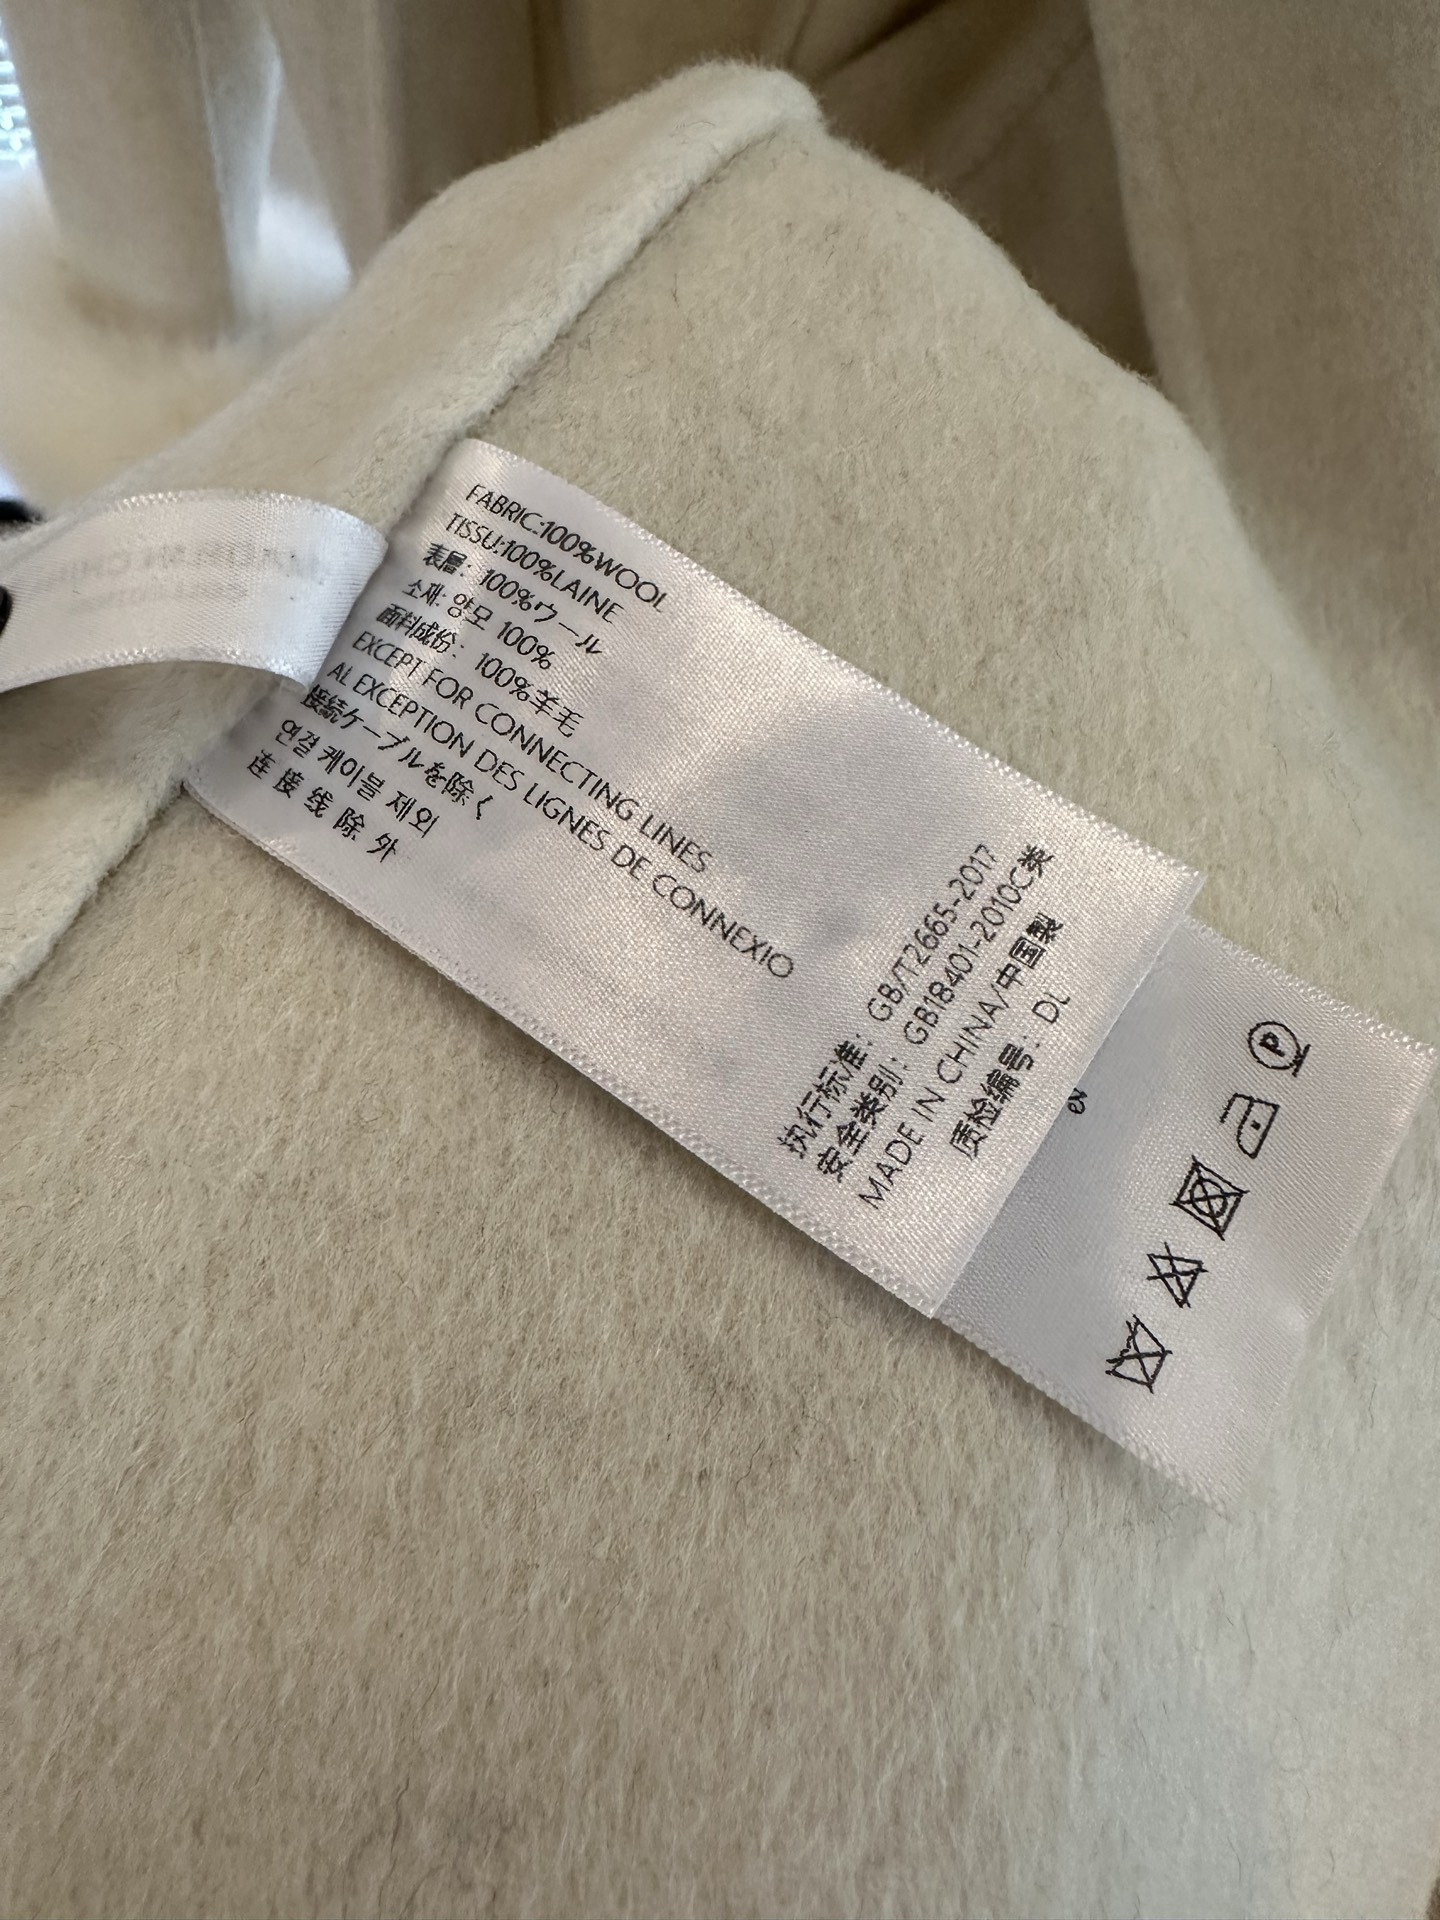 FABRIC:100%WOOL
TISSU:100%LAINE
表層：100%ウール
소재: 양모 100%
面料成份：100%羊毛
EXCEPT FOR CONNECTING LINES
AL EXCEPTION DES LIGNES DE CONNEXIO
接続ケーブルを除く
연결 케이블 제외
连接线除外
执行标准：GB/T2665-2017
安全类别：GB18401-2010C类
MADE IN CHINA/中国製
质检编号：DL
P